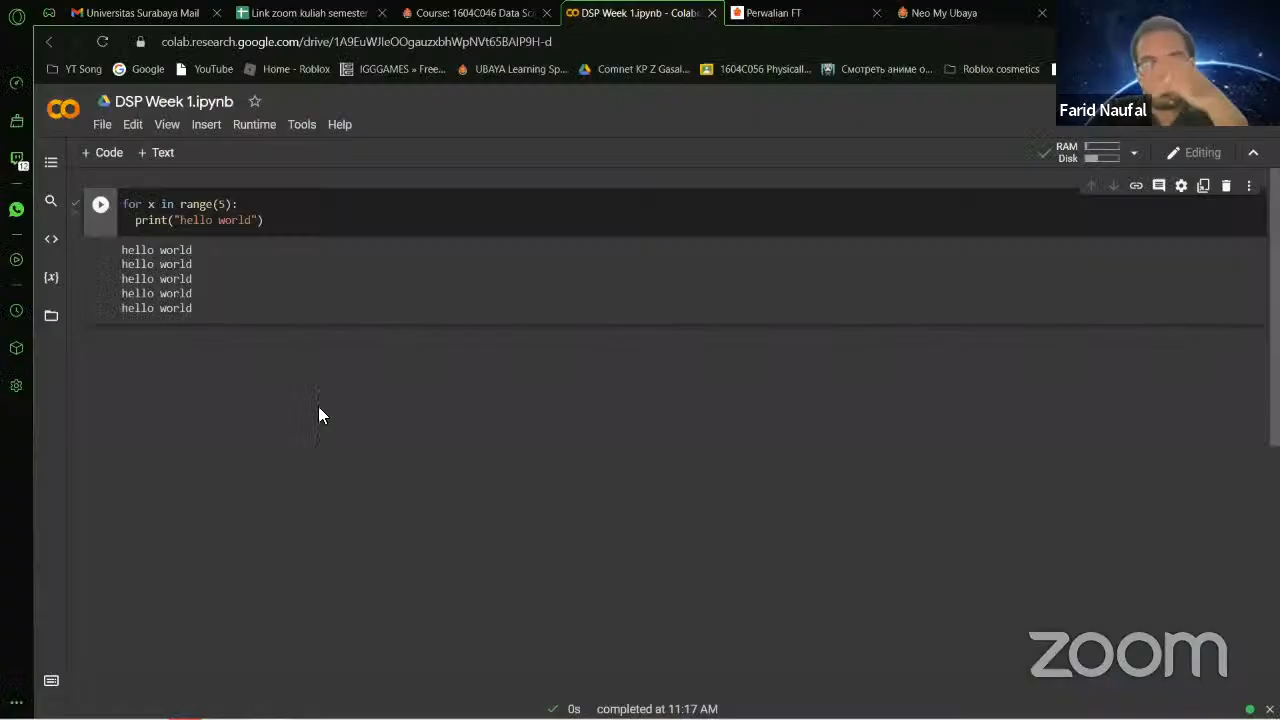 Universitas Surabaya Mail
Link zoom kuliah semester
Course: 1604C046 Data Sci
DSP Week 1.ipynb - Colab
Perwalian FT
Neo My Ubaya
colab.research.google.com/drive/1A9EuWJleOOgauzxbhWpNVt65BAIP9H-d
YT Song
Google
YouTube
Home - Roblox
IGGGAMES » Free...
UBAYA Learning Sp...
Comnet KP Z Gasal...
1604C056 Physicall...
Смотреть аниме о...
Roblox cosmetics
Farid Naufal
DSP Week 1.ipynb
File Edit View Insert Runtime Tools Help
+ Code + Text
RAM
Disk
Editing
12
for x in range(5):
print("hello world")
hello world
hello world
hello world
hello world
hello world
{x}
zoom
0s completed at 11:17 AM